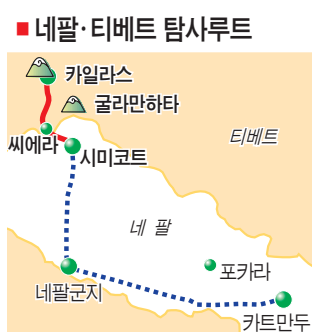 ■ 네팔·티베트 탐사루트
카일라스
굴라만하타
씨에라
시미코트
티베트
네 팔
포카라
네팔군지
카트만두